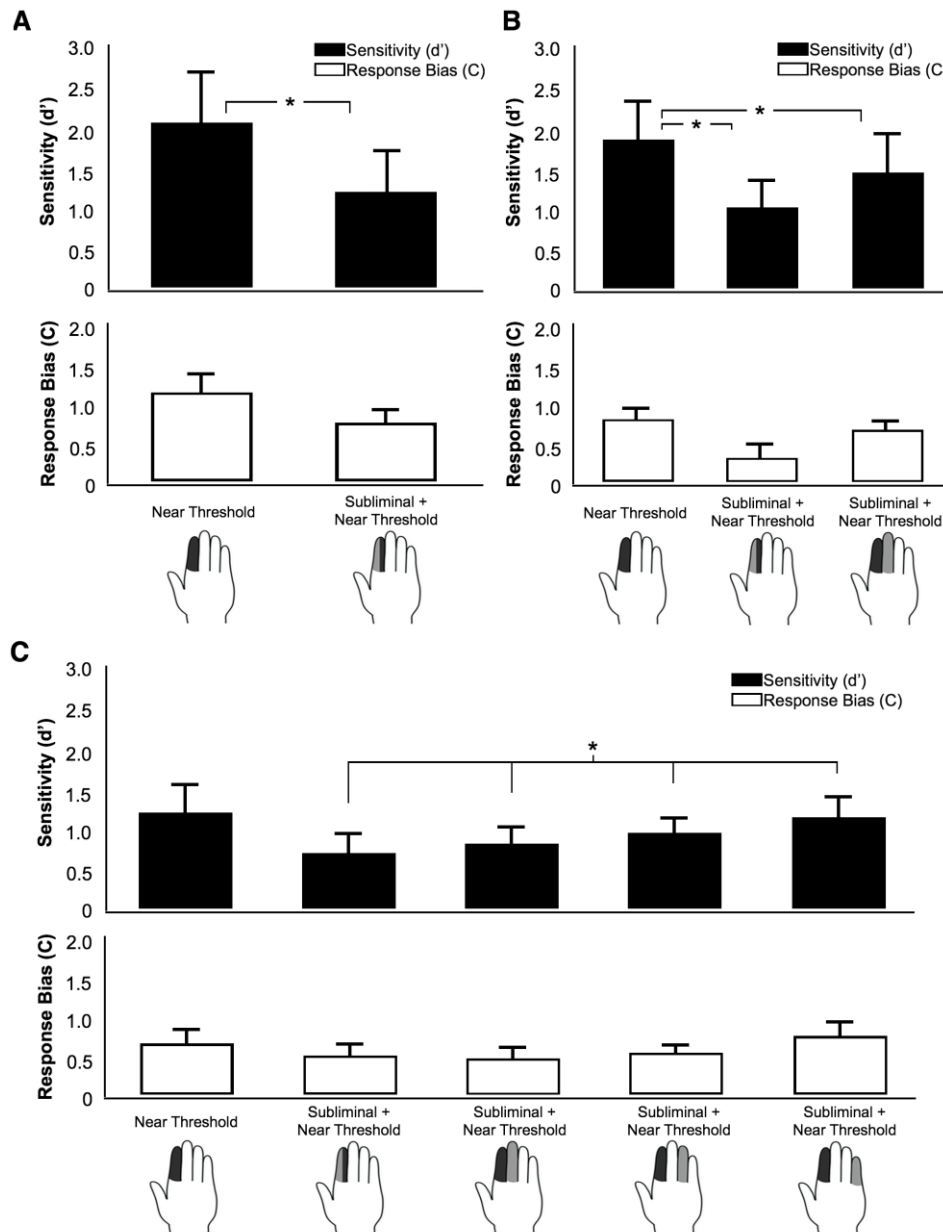 A
Sensitivity (d')
Response Bias (C)
3.0
2.5
2.0
1.5
1.0
0.5
0
Sensitivity (d')
*
Response Bias (C)
2.0
1.5
1.0
0.5
0
Near Threshold
Subliminal +
Near Threshold
B
Sensitivity (d')
Response Bias (C
3.0
2.5
2.0
1.5
1.0
0.5
0
Sensitivity (d')
*
*
Response Bias (C)
2.0
1.5
1.0
0.5
0
Near Threshold
Subliminal +
Near Threshold
Subliminal +
Near Threshold
C
Sensitivity (d')
Response Bias (C)
3.0
2.5
2.0
1.5
1.0
0.5
0
Sensitivity (d')
*
Response Bias (C)
2.0
1.5
1.0
0.5
0
Near Threshold
Subliminal +
Near Threshold
Subliminal +
Near Threshold
Subliminal +
Near Threshold
Subliminal +
Near Threshold